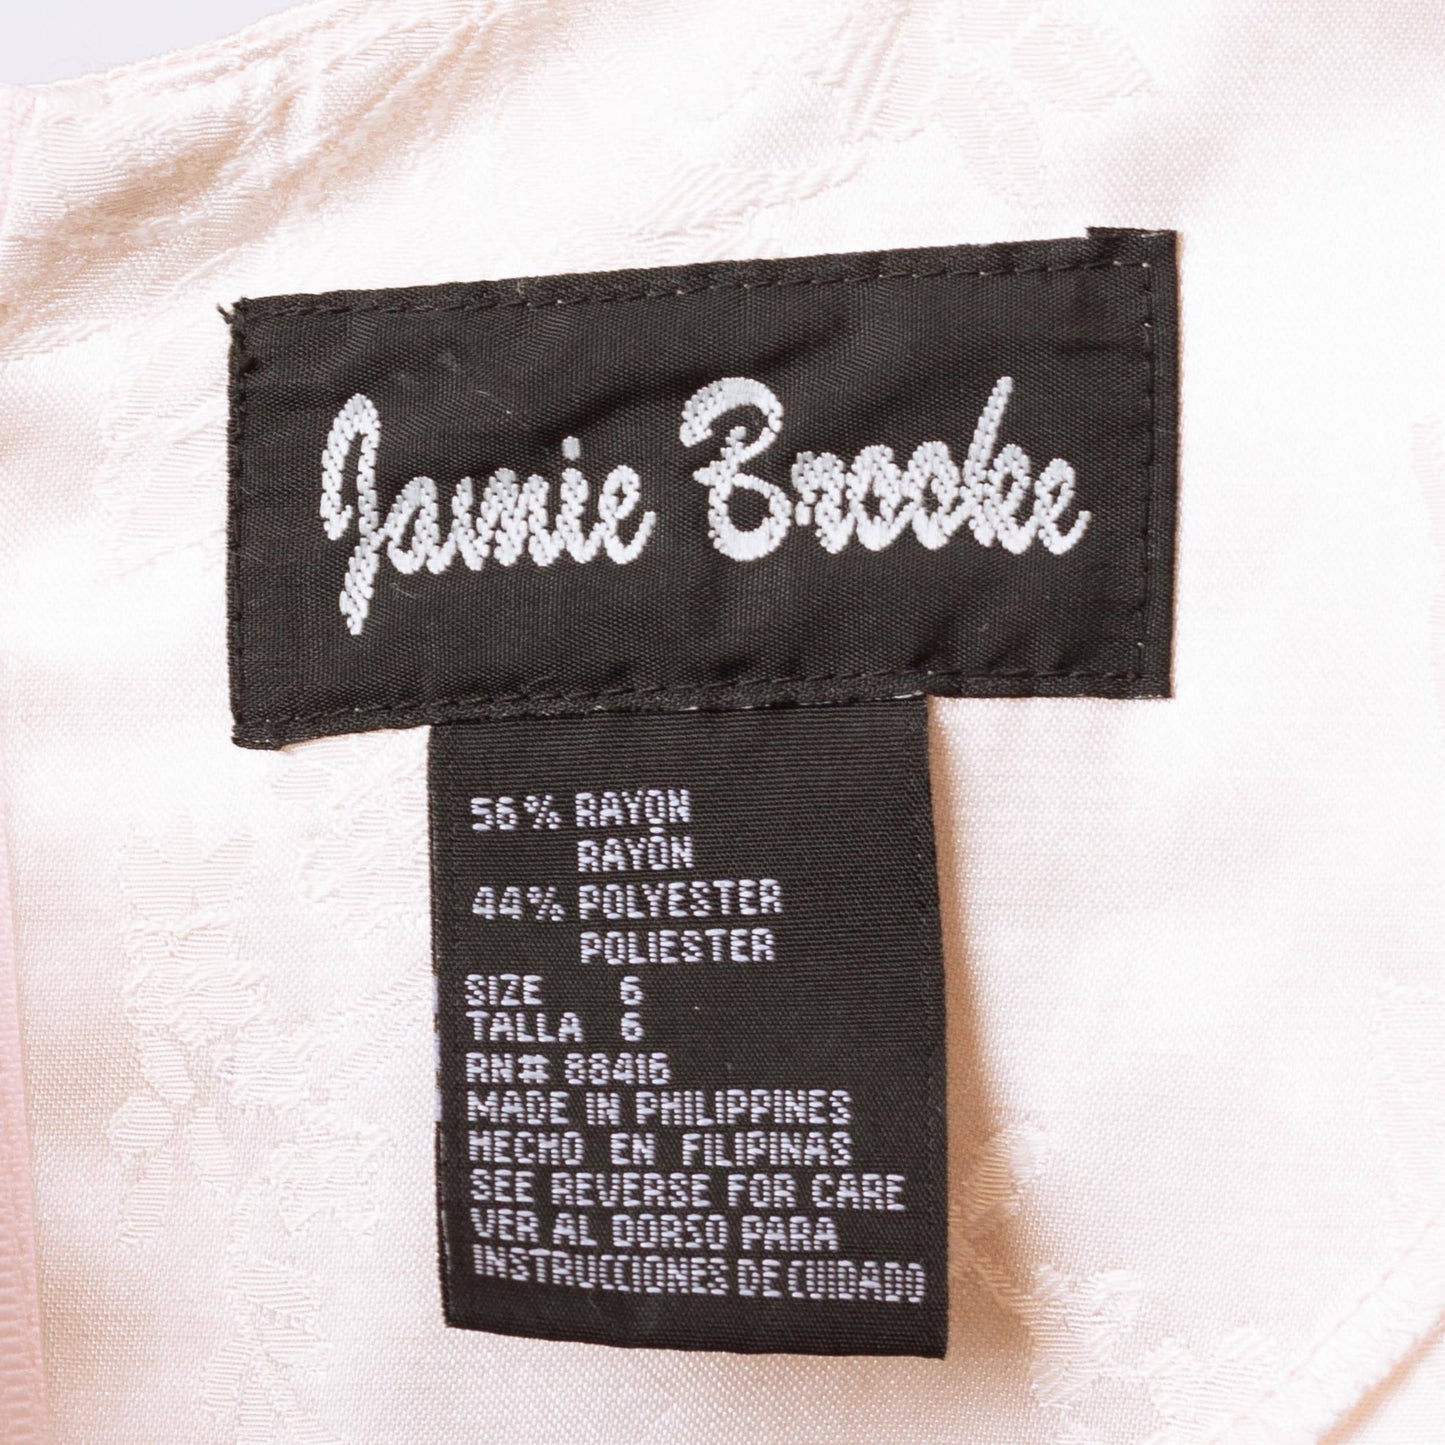 Jamie Brooke
56% RAYON
RAYÓN
44% POLYESTER
POLIESTER
SIZE 6
TALLA 6
RN# 88416
MADE IN PHILIPPINES
HECHO EN FILIPINAS
SEE REVERSE FOR CARE
VER AL DORSO PARA
INSTRUCCIONES DE CUIDADO